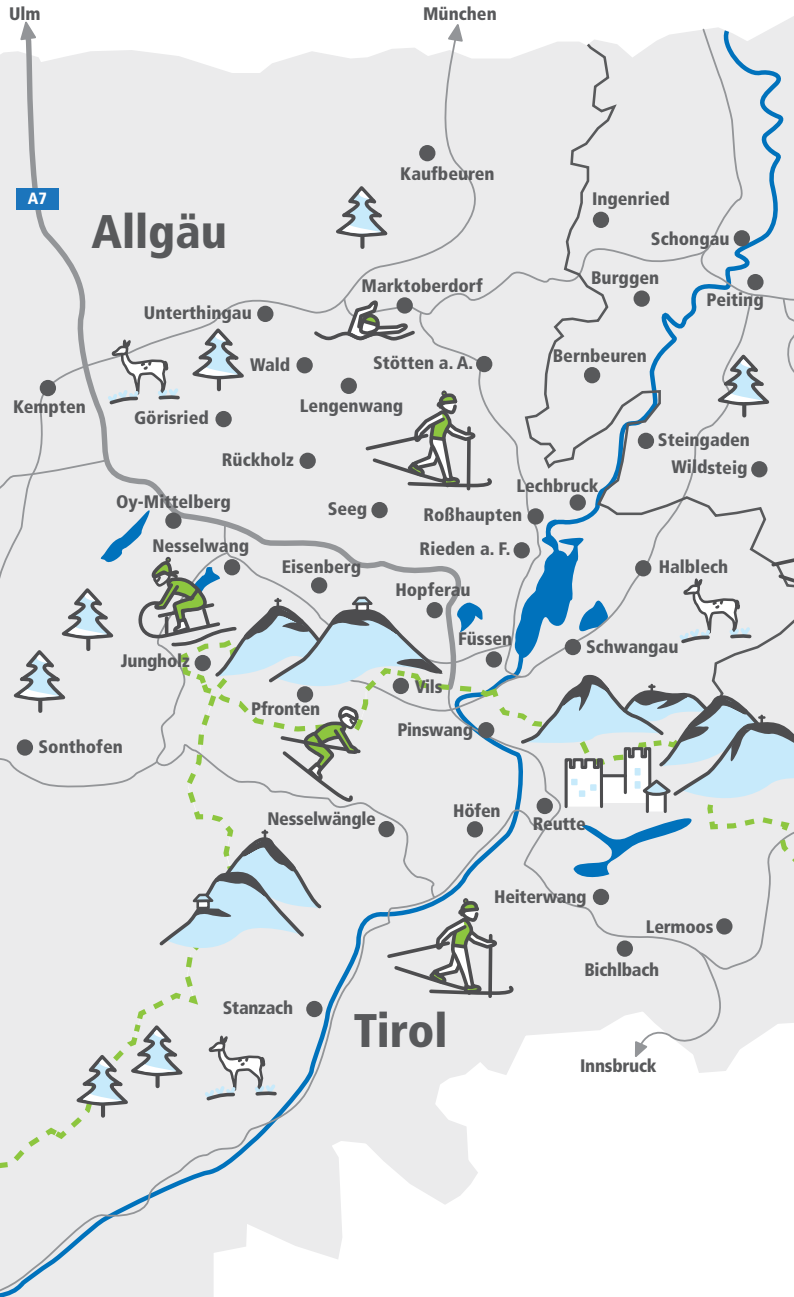 Ulm
München
Kaufbeuren
A7
Ingenried
Allgäu
Schongau
Burggen
Marktoberdorf
Peiting
Unterthingau
Bernbeuren
Wald
Stötten a. A.
Kempten
Lengenwang
Görisried
Steingaden
Rückholz
Wildsteig
Lechbruck
Oy-Mittelberg
Seeg
Roßhaupten
Nesselwang
Rieden a. F.
Eisenberg
Halblech
Hopferau
Füssen
Schwangau
Jungholz
Vils
Pfronten
Pinswang
Sonthofen
Höfen
Nesselwängle
Reutte
Heiterwang
Lermoos
Bichlbach
Stanzach
Tirol
Innsbruck